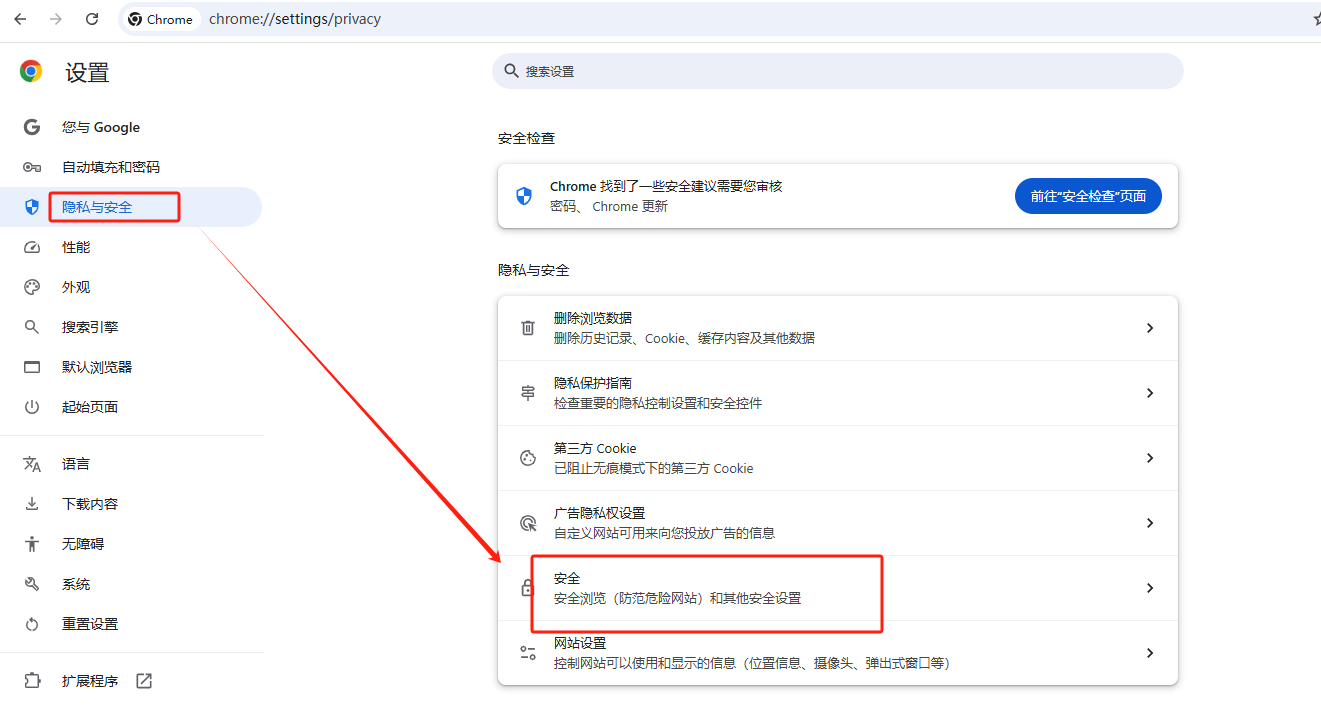 Chrome
chrome://settings/privacy
设置
搜索设置
您与 Google
自动填充和密码
隐私与安全
性能
外观
搜索引擎
默认浏览器
起始页面
语言
下载内容
无障碍
系统
重置设置
扩展程序
安全检查
Chrome 找到了一些安全建议需要您审核
密码、 Chrome 更新
前往“安全检查”页面
隐私与安全
删除浏览数据
删除历史记录、Cookie、缓存内容及其他数据
隐私保护指南
检查重要的隐私控制设置和安全控件
第三方 Cookie
已阻止无痕模式下的第三方 Cookie
广告隐私权设置
自定义网站可用来向您投放广告的信息
安全
安全浏览（防范危险网站）和其他安全设置
网站设置
控制网站可以使用和显示的信息（位置信息、摄像头、弹出式窗口等）